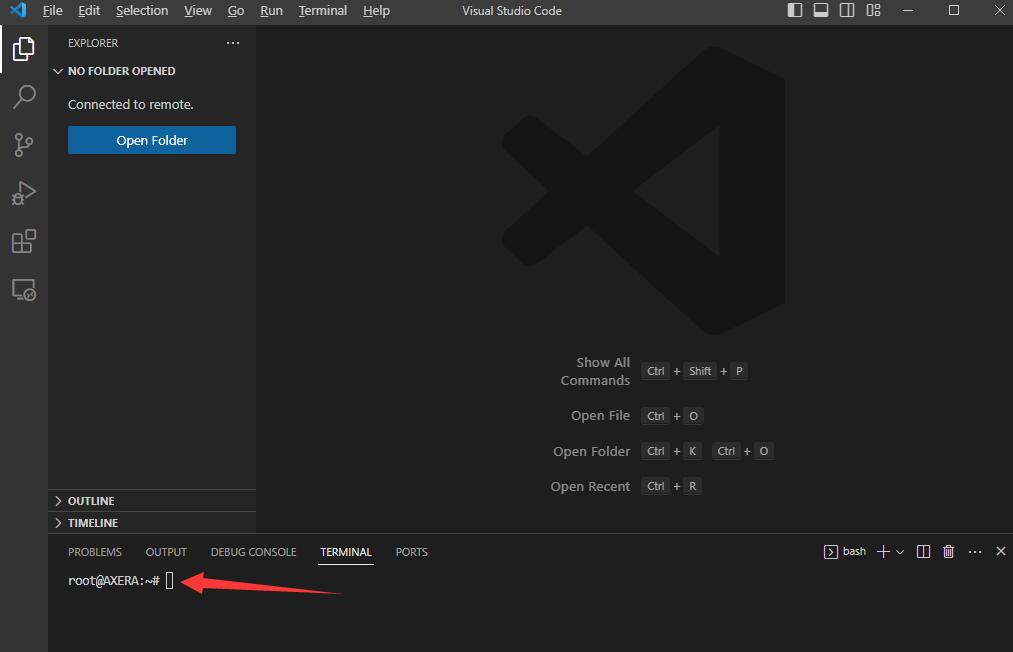 File Edit Selection View Go Run Terminal Help Visual Studio Code
EXPLORER
NO FOLDER OPENED
Connected to remote.
Open Folder
Show All
Commands Ctrl + Shift + P
Open File Ctrl + O
Open Folder Ctrl + K Ctrl + O
Open Recent Ctrl + R
OUTLINE
TIMELINE
PROBLEMS OUTPUT DEBUG CONSOLE TERMINAL PORTS bash
root@AXERA:~#